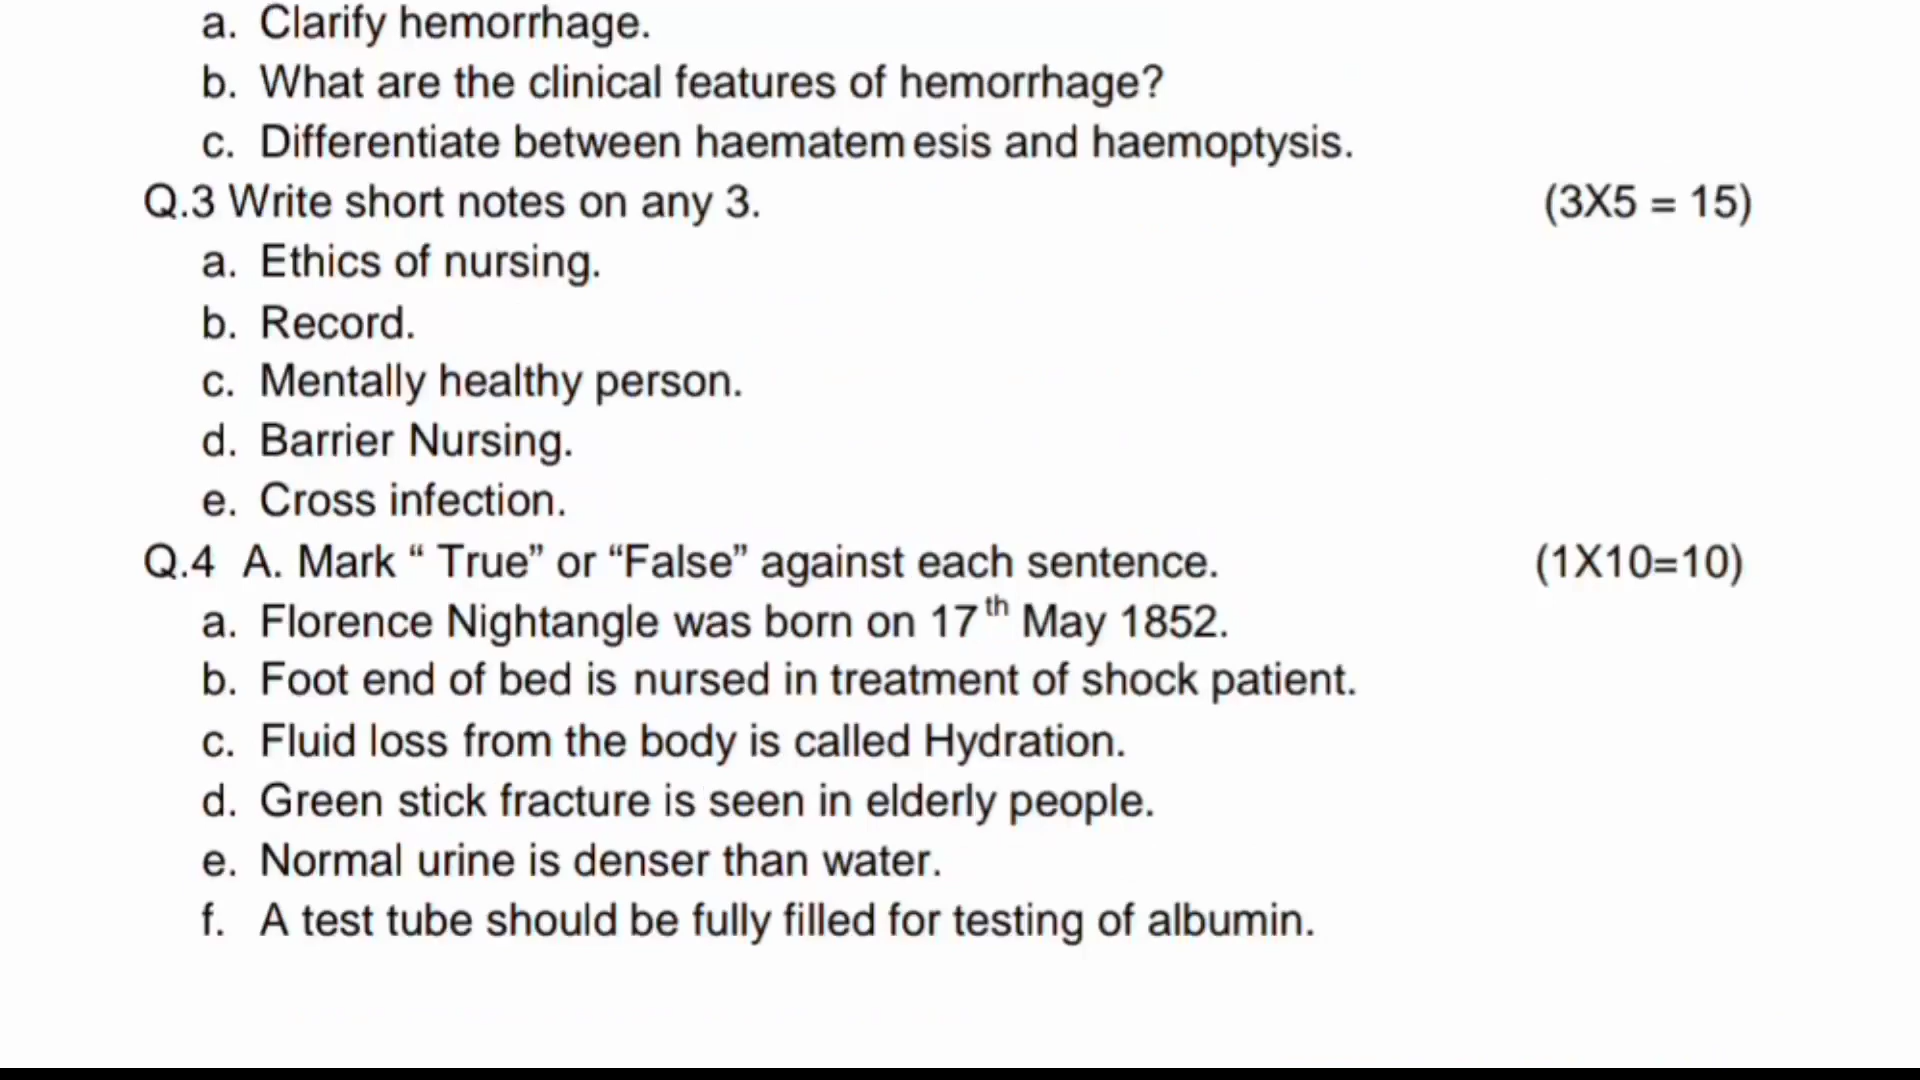 a. Clarify hemorrhage.
b. What are the clinical features of hemorrhage?
c. Differentiate between haematem esis and haemoptysis.
Q.3 Write short notes on any 3. (3X5 = 15)
a. Ethics of nursing.
b. Record.
c. Mentally healthy person.
d. Barrier Nursing.
e. Cross infection.
Q.4 A. Mark “ True” or “False” against each sentence. (1X10=10)
a. Florence Nightangle was born on 17th May 1852.
b. Foot end of bed is nursed in treatment of shock patient.
c. Fluid loss from the body is called Hydration.
d. Green stick fracture is seen in elderly people.
e. Normal urine is denser than water.
f. A test tube should be fully filled for testing of albumin.